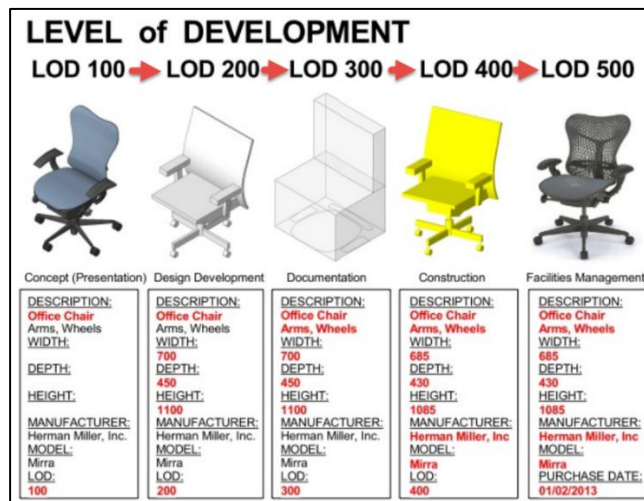 LEVEL of DEVELOPMENT
LOD 100 LOD 200 LOD 300 LOD 400 LOD 500
Concept (Presentation)
Design Development
Documentation
Construction
Facilities Management
DESCRIPTION:
Office Chair
Arms, Wheels
WIDTH:
DEPTH:
HEIGHT:
MANUFACTURER:
Herman Miller, Inc.
MODEL:
Mirra
LOD:
100
DESCRIPTION:
Office Chair
Arms, Wheels
WIDTH:
700
DEPTH:
450
HEIGHT:
1100
MANUFACTURER:
Herman Miller, Inc.
MODEL:
Mirra
LOD:
200
DESCRIPTION:
Office Chair
Arms, Wheels
WIDTH:
700
DEPTH:
450
HEIGHT:
1100
MANUFACTURER:
Herman Miller, Inc.
MODEL:
Mirra
LOD:
300
DESCRIPTION:
Office Chair
Arms, Wheels
WIDTH:
685
DEPTH:
430
HEIGHT:
1085
MANUFACTURER:
Herman Miller, Inc
MODEL:
Mirra
LOD:
400
DESCRIPTION:
Office Chair
Arms, Wheels
WIDTH:
685
DEPTH:
430
HEIGHT:
1085
MANUFACTURER:
Herman Miller, Inc
MODEL:
Mirra
PURCHASE DATE:
01/02/2013